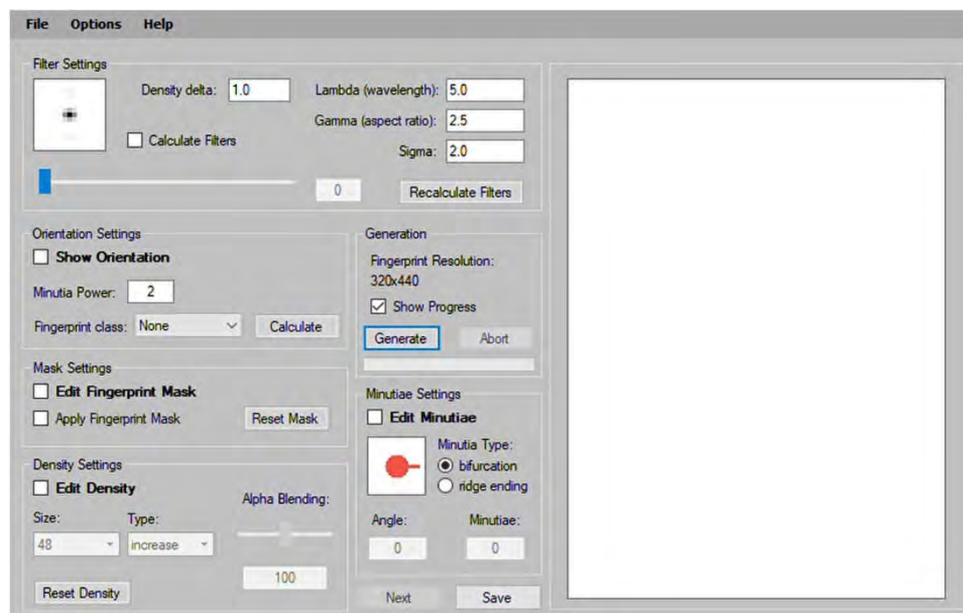 File Options Help
Filter Settings
Density delta: 1.0
Lambda (wavelength): 5.0
Gamma (aspect ratio): 2.5
Calculate Filters
Sigma: 2.0
0
Recalculate Filters
Orientation Settings
Show Orientation
Minutia Power: 2
Fingerprint class: None
Calculate
Generation
Fingerprint Resolution:
320x440
Show Progress
Generate
Abort
Mask Settings
Edit Fingerprint Mask
Apply Fingerprint Mask
Reset Mask
Minutiae Settings
Edit Minutiae
Minutia Type:
bifurcation
ridge ending
Angle:
Minutiae:
0
0
Density Settings
Edit Density
Size:
Type:
Alpha Blending:
48
increase
100
Reset Density
Next
Save